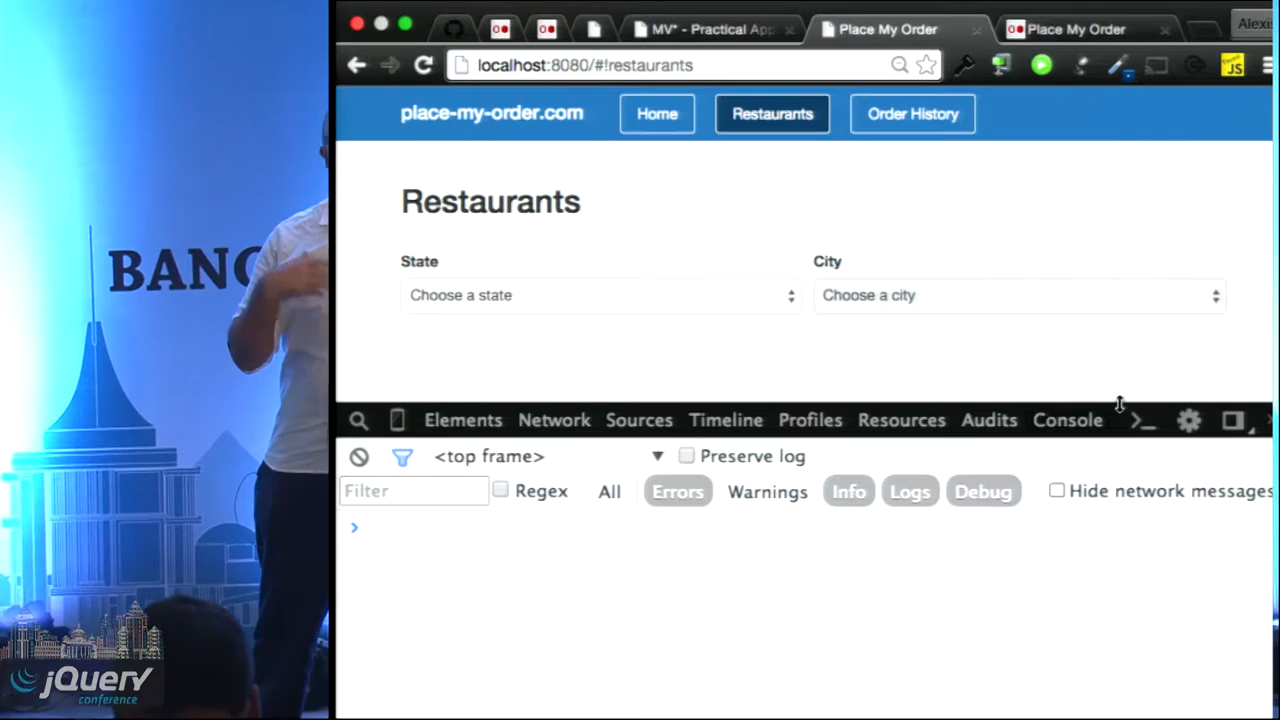 MV* - Practical App
Place My Order
Place My Order
Alexis
localhost:8080/#!restaurants
JS
place-my-order.com
Home
Restaurants
Order History
Restaurants
State
City
Choose a state
Choose a city
Elements
Network
Sources
Timeline
Profiles
Resources
Audits
Console
<top frame>
Preserve log
Filter
Regex
All
Errors
Warnings
Info
Logs
Debug
Hide network messages
BANG
jQuery
conference